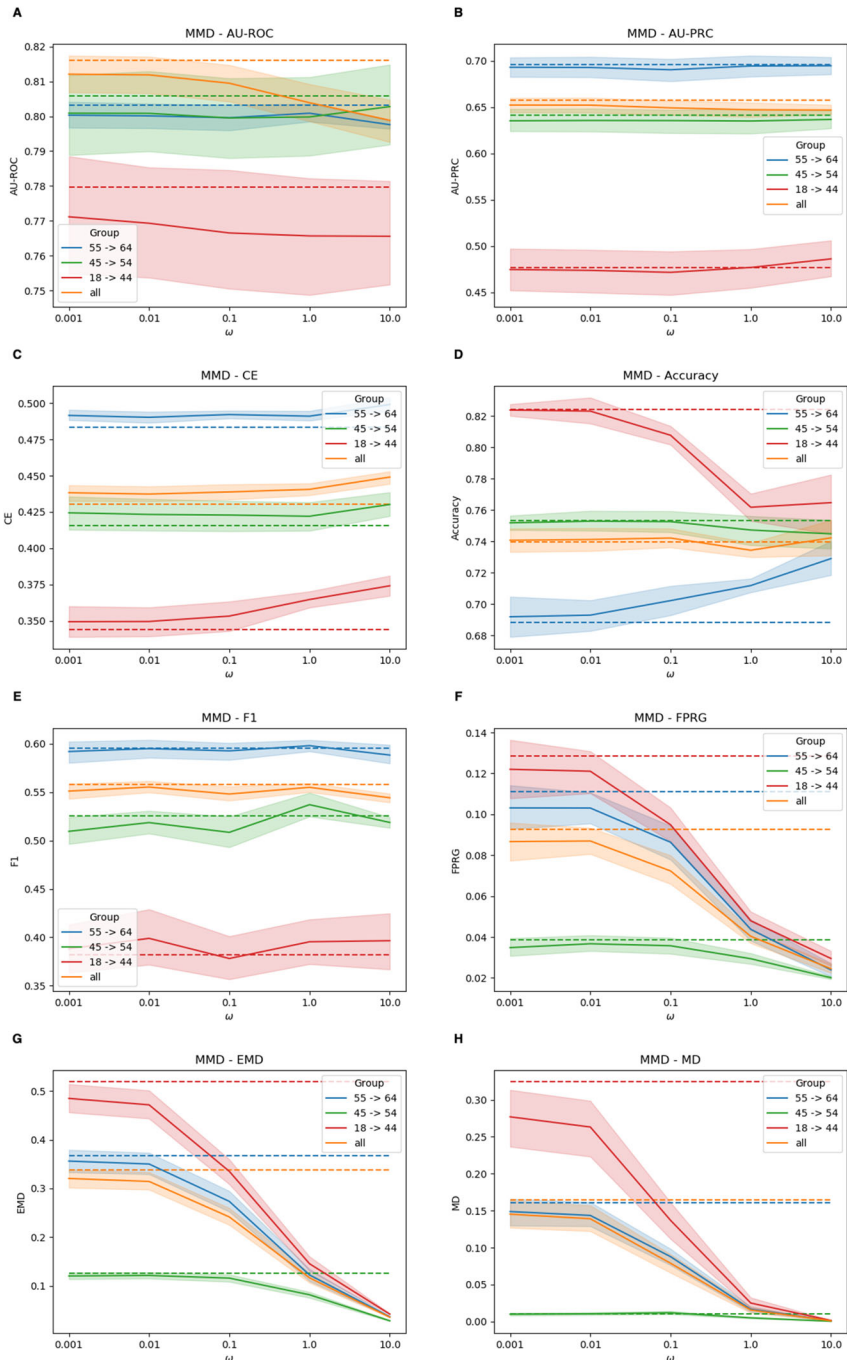 A
MMD - AU-ROC
0.82
0.81
0.80
0.79
0.78
0.77
0.76
0.75
AU-ROC
Group
55 -> 64
45 -> 54
18 -> 44
all
0.001 0.01 0.1 1.0 10.0
ω
B
MMD - AU-PRC
0.70
0.65
0.60
0.55
0.50
0.45
AU-PRC
Group
55 -> 64
45 -> 54
18 -> 44
all
0.001 0.01 0.1 1.0 10.0
ω
C
MMD - CE
0.500
0.475
0.450
0.425
0.400
0.375
0.350
CE
Group
55 -> 64
45 -> 54
18 -> 44
all
0.001 0.01 0.1 1.0 10.0
ω
D
MMD - Accuracy
0.82
0.80
0.78
0.76
0.74
0.72
0.70
0.68
Accuracy
Group
55 -> 64
45 -> 54
18 -> 44
all
0.001 0.01 0.1 1.0 10.0
ω
E
MMD - F1
0.60
0.55
0.50
0.45
0.40
0.35
F1
Group
55 -> 64
45 -> 54
18 -> 44
all
0.001 0.01 0.1 1.0 10.0
ω
F
MMD - FPRG
0.14
0.12
0.10
0.08
0.06
0.04
0.02
FPRG
Group
55 -> 64
45 -> 54
18 -> 44
all
0.001 0.01 0.1 1.0 10.0
ω
G
MMD - EMD
0.5
0.4
0.3
0.2
0.1
EMD
Group
55 -> 64
45 -> 54
18 -> 44
all
0.001 0.01 0.1 1.0 10.0
ω
H
MMD - MD
0.30
0.25
0.20
0.15
0.10
0.05
0.00
MD
Group
55 -> 64
45 -> 54
18 -> 44
all
0.001 0.01 0.1 1.0 10.0
ω